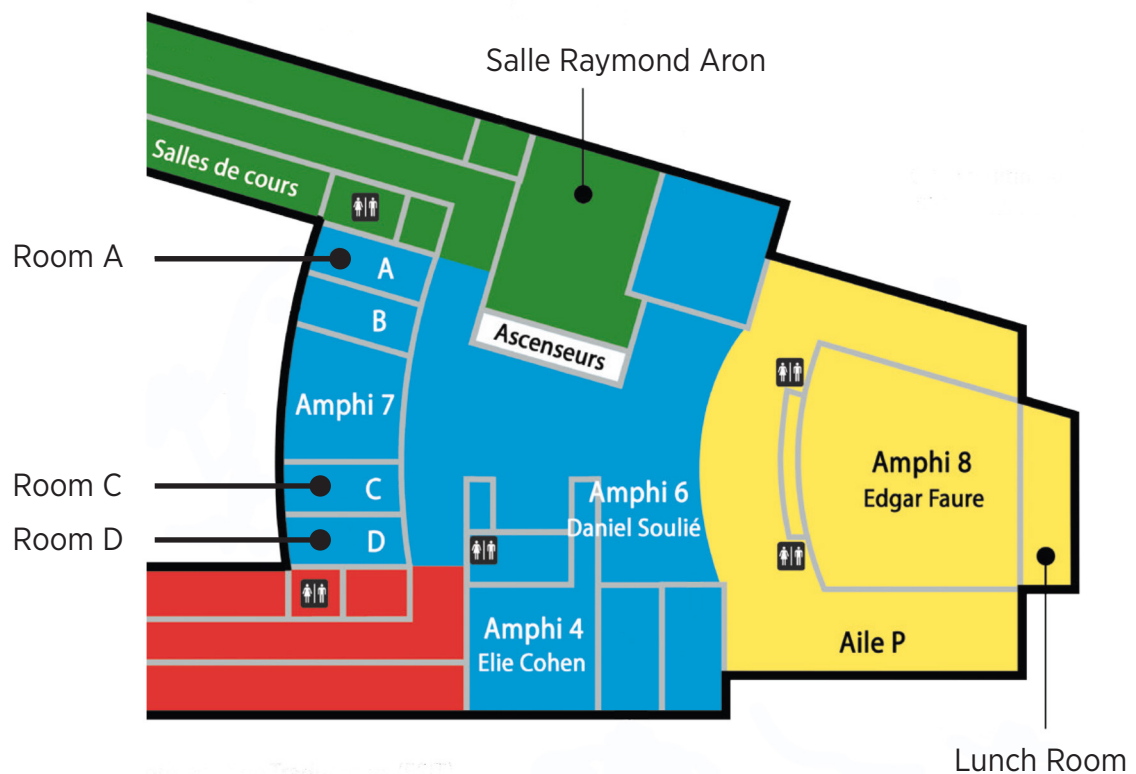 Salle Raymond Aron
Salles de cours
Room A
A
B
Ascenseurs
Amphi 7
Room C
C
Room D
D
Amphi 6
Daniel Soulié
Amphi 8
Edgar Faure
Amphi 4
Elie Cohen
Aile P
Lunch Room